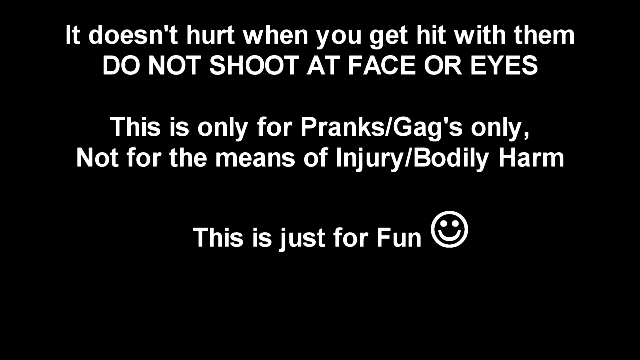 It doesn't hurt when you get hit with them
DO NOT SHOOT AT FACE OR EYES
This is only for Pranks/Gag's only,
Not for the means of Injury/Bodily Harm
This is just for Fun ☺